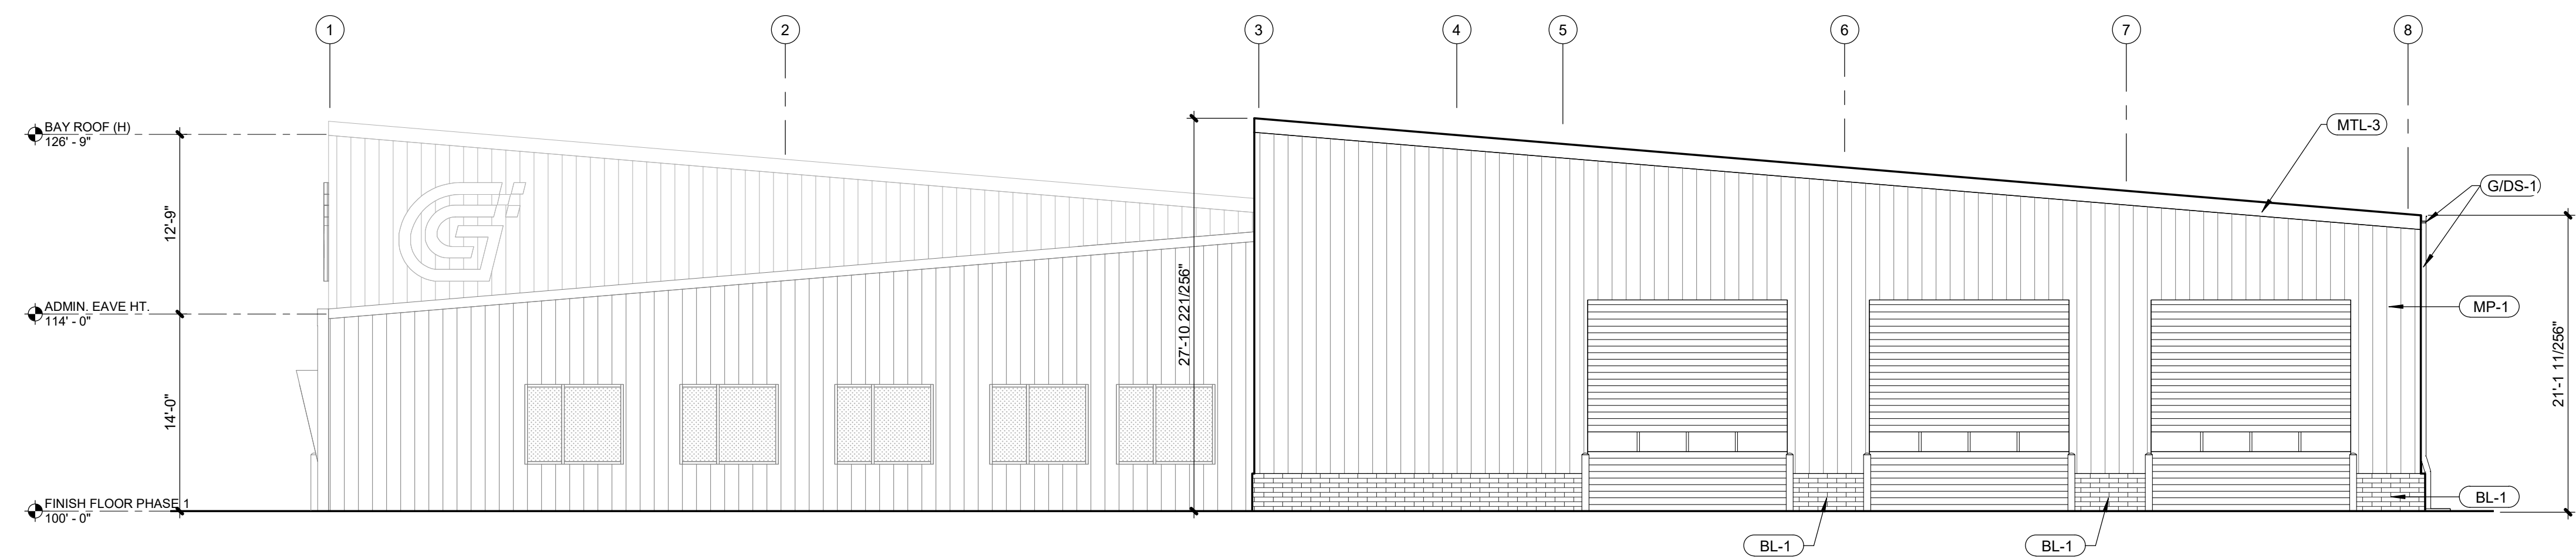 1
2
3
4
5
6
7
8
BAY ROOF (H)
126' - 9"
MTL-3
G/DS-1
12'-9"
27'-10 221/256"
ADMIN. EAVE HT.
114' - 0"
MP-1
21'-1 11/256"
14'-0"
FINISH FLOOR PHASE 1
100' - 0"
BL-1
BL-1
BL-1